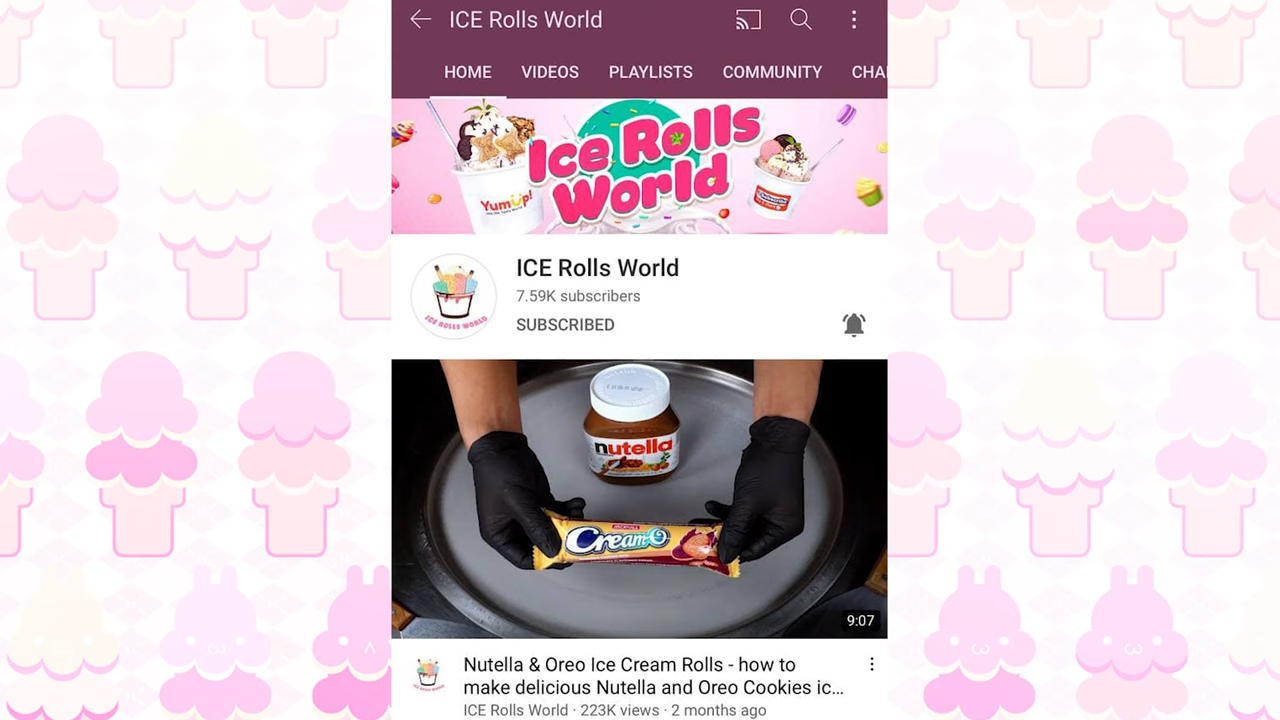 ICE Rolls World
HOME VIDEOS PLAYLISTS COMMUNITY CHA
Ice Rolls
World
YumUp!
ICE Rolls World
7.59K subscribers
ICE ROLLS WORLD
SUBSCRIBED
nutella
Cream-O
9:07
Nutella & Oreo Ice Cream Rolls - how to
make delicious Nutella and Oreo Cookies ic...
ICE Rolls World · 223K views · 2 months ago